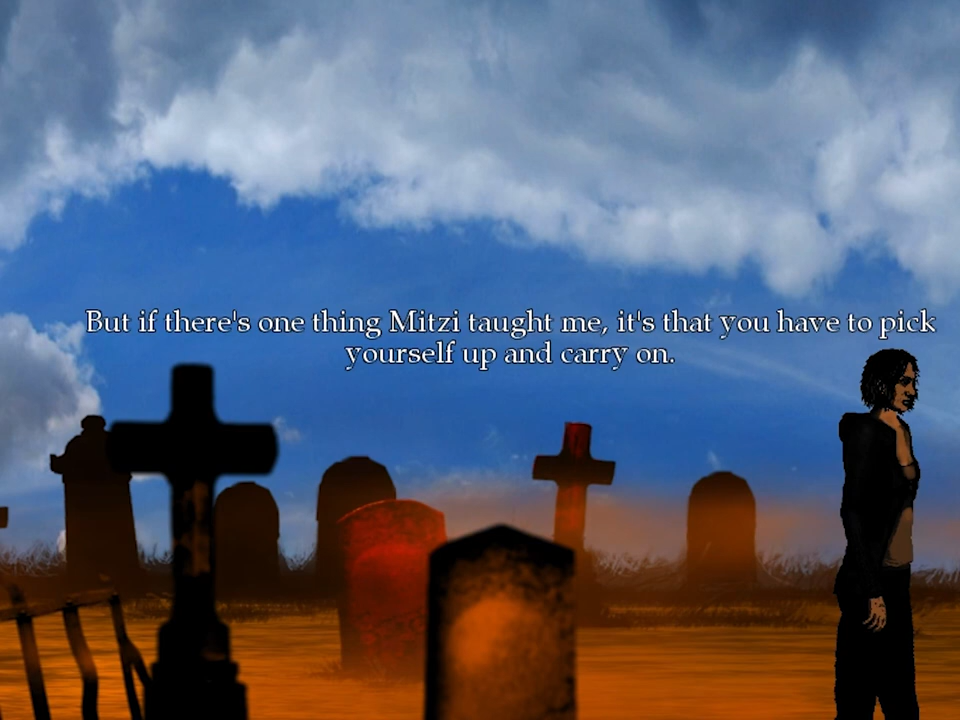 But if there's one thing Mitzi taught me, it's that you have to pick
yourself up and carry on.